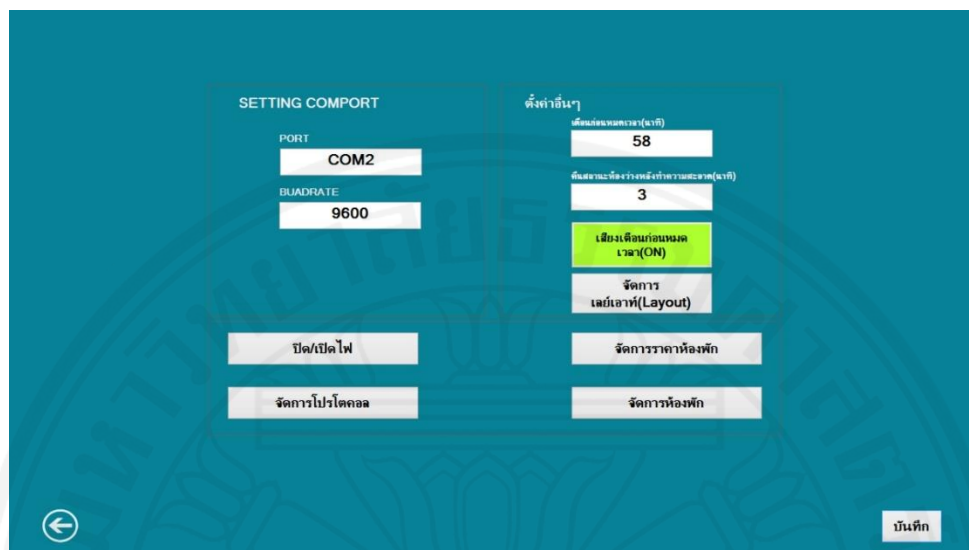 SETTING COMPORT
PORT
COM2
BUADRATE
9600
ตั้งค่าอื่นๆ
เตือนก่อนหมดเวลา(นาที)
58
คืนสถานะห้องว่างหลังทำความสะอาด(นาที)
3
เสียงเตือนก่อนหมด
เวลา(ON)
จัดการ
เลย์เอาท์(Layout)
ปิด/เปิดไฟ
จัดการราคาห้องพัก
จัดการโปรโตคอล
จัดการห้องพัก
บันทึก